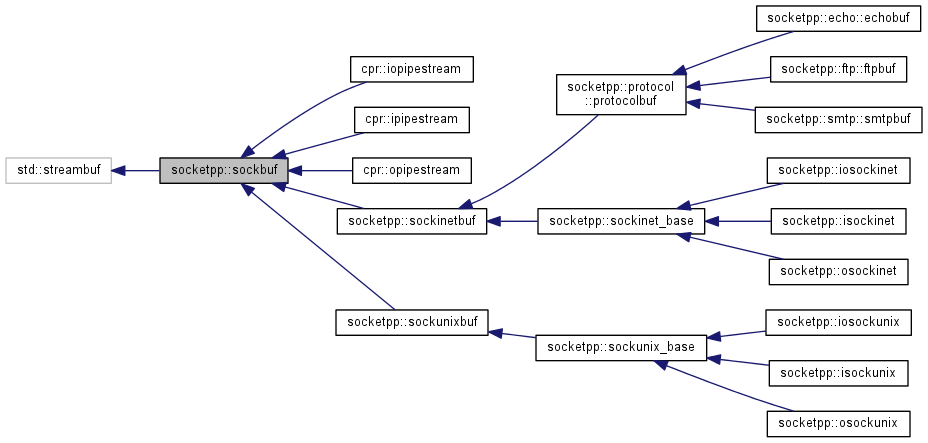 socketpp::echo::echobuf
cpr::iopipestream
socketpp::ftp::ftpbuf
socketpp::protocol
::protocolbuf
cpr::ipipestream
socketpp::smtp::smtpbuf
std::streambuf
socketpp::sockbuf
cpr::opipestream
socketpp::iosockinet
socketpp::sockinetbuf
socketpp::sockinet_base
socketpp::isockinet
socketpp::osockinet
socketpp::sockunixbuf
socketpp::iosockunix
socketpp::sockunix_base
socketpp::isockunix
socketpp::osockunix